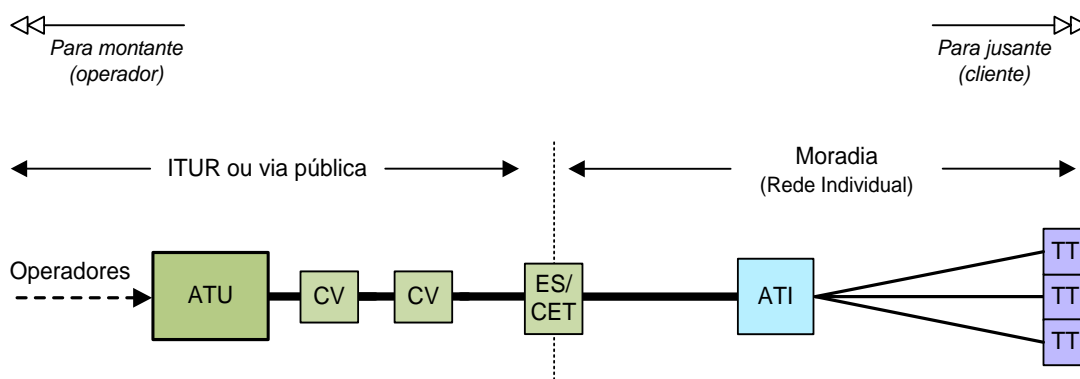 Para montante
(operador)
Para jusante
(cliente)
ITUR ou via pública
Moradia
(Rede Individual)
Operadores
ATU
CV
CV
ES/
CET
ATI
TT
TT
TT